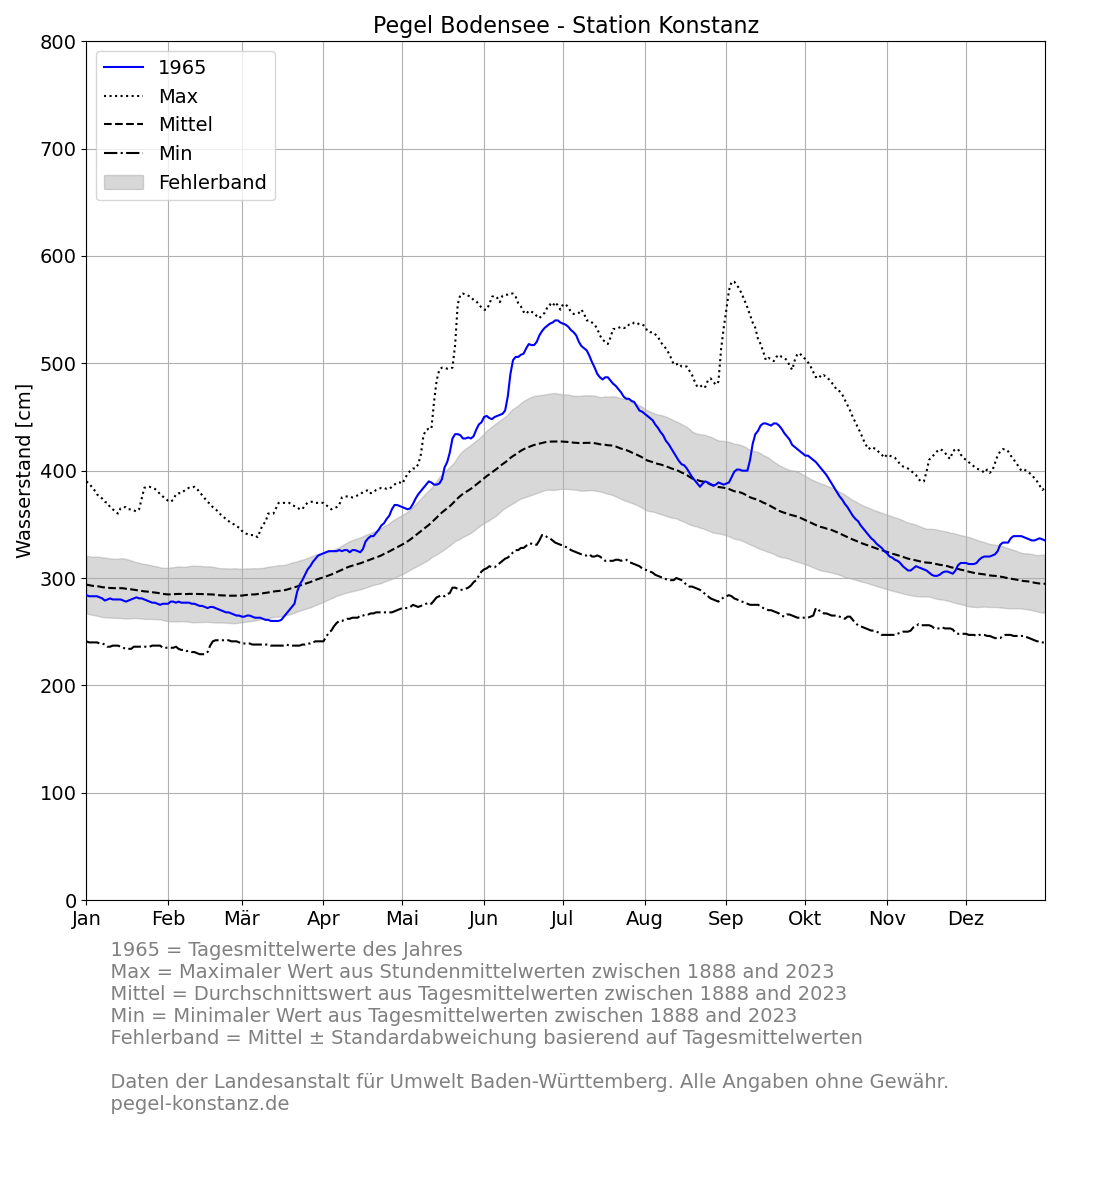 Pegel Bodensee - Station Konstanz
800
700
600
500
400
300
200
100
0
Wasserstand [cm]
1965
Max
Mittel
Min
Fehlerband
Jan Feb Mär Apr Mai Jun Jul Aug Sep Okt Nov Dez
1965 = Tagesmittelwerte des Jahres
Max = Maximaler Wert aus Stundenmittelwerten zwischen 1888 and 2023
Mittel = Durchschnittswert aus Tagesmittelwerten zwischen 1888 and 2023
Min = Minimaler Wert aus Tagesmittelwerten zwischen 1888 and 2023
Fehlerband = Mittel ± Standardabweichung basierend auf Tagesmittelwerten
Daten der Landesanstalt für Umwelt Baden-Württemberg. Alle Angaben ohne Gewähr.
pegel-konstanz.de